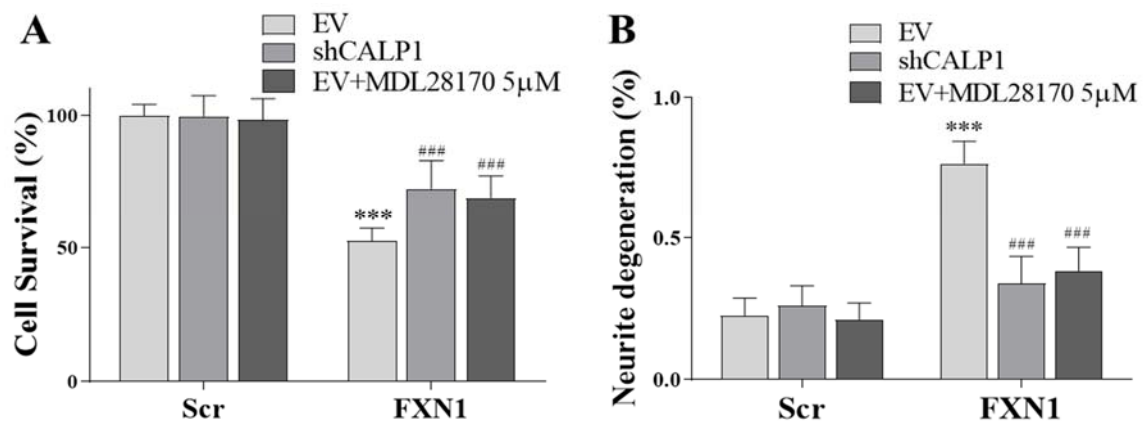 A
EV
shCALP1
EV+MDL28170 5μM
Cell Survival (%)
100
50
0
***
###
###
Scr
FXN1
B
EV
shCALP1
EV+MDL28170 5μM
Neurite degeneration (%)
1.0
0.5
0.0
***
###
###
Scr
FXN1